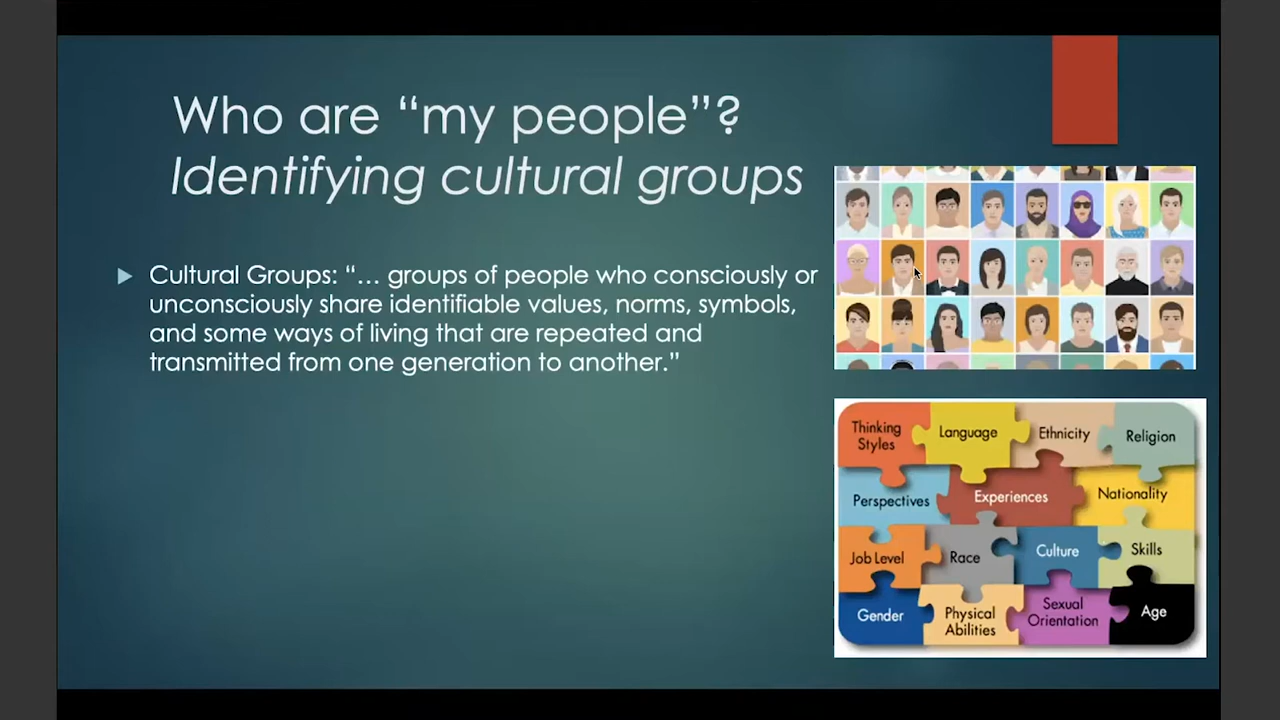 Who are “my people”?
Identifying cultural groups
Cultural Groups: “… groups of people who consciously or
unconsciously share identifiable values, norms, symbols,
and some ways of living that are repeated and
transmitted from one generation to another.”
Thinking
Styles
Language
Ethnicity
Religion
Perspectives
Experiences
Nationality
Job Level
Race
Culture
Skills
Gender
Physical
Abilities
Sexual
Orientation
Age